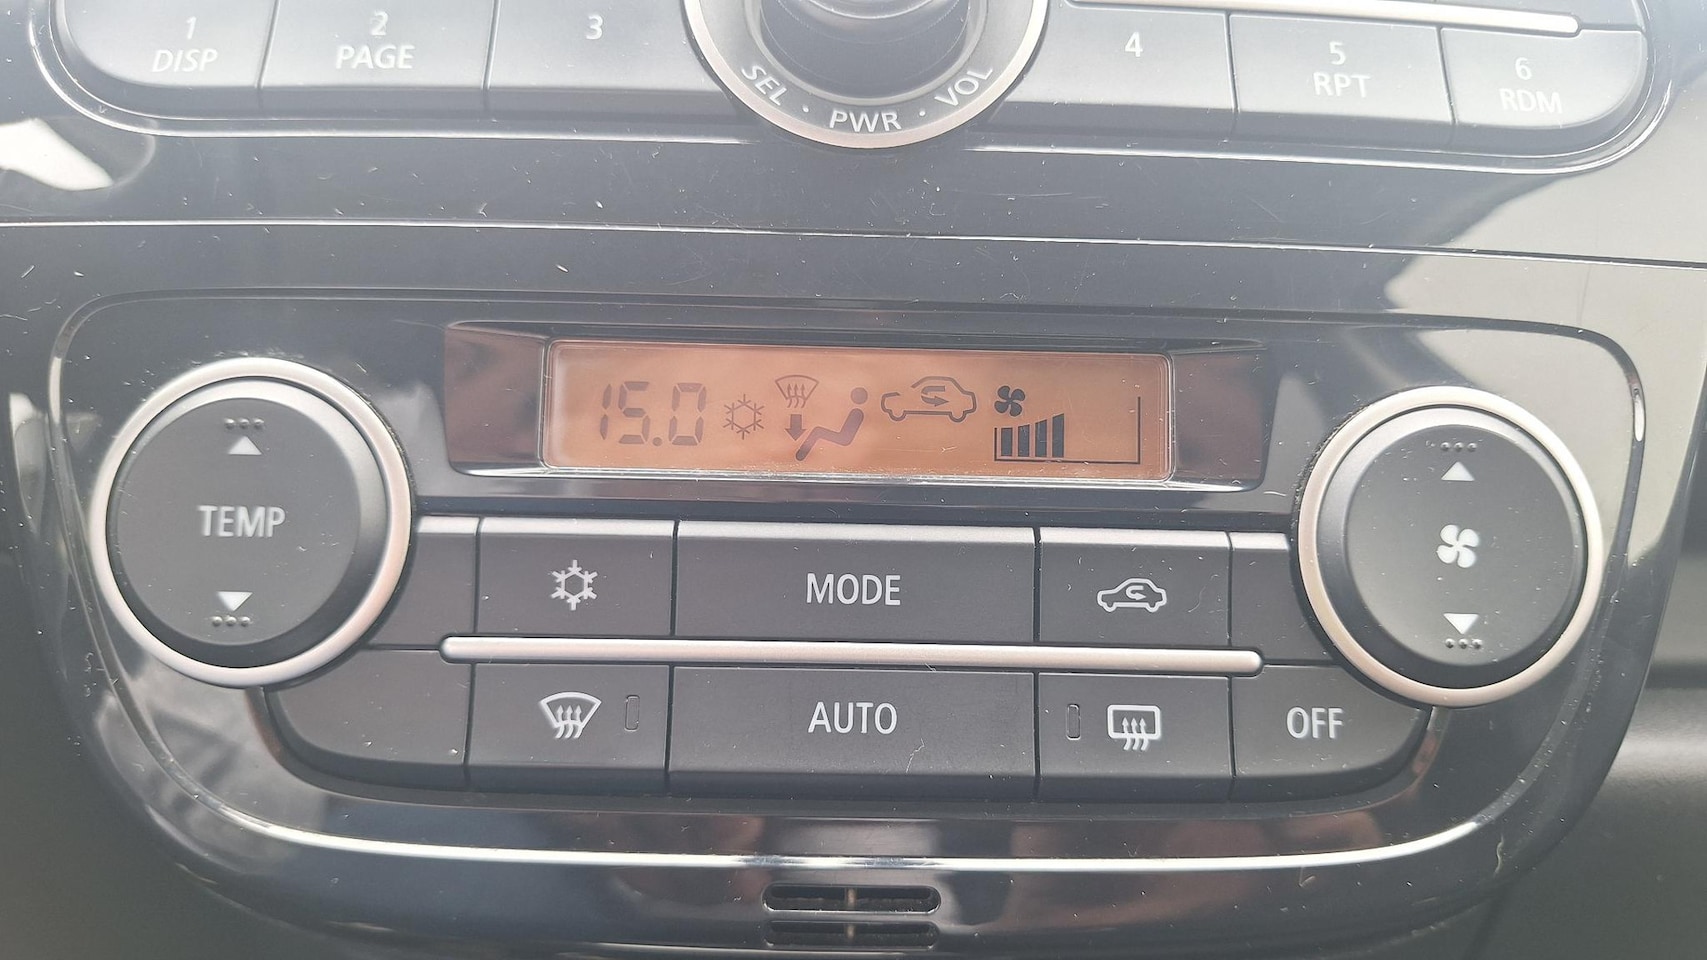 1 2 3 4 5 6
DISP PAGE RPT RDM
SEL · PWR · VOL
15.0
TEMP MODE
AUTO OFF